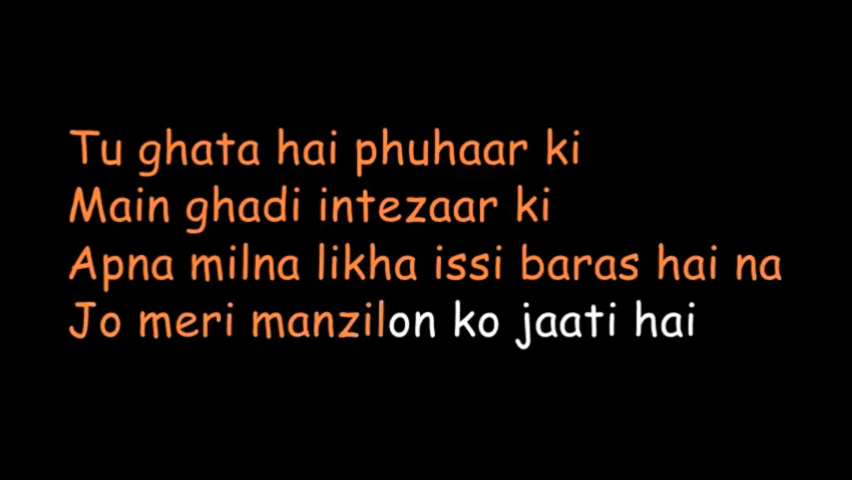 Tu ghata hai phuhaar ki
Main ghadi intezaar ki
Apna milna likha issi baras hai na
Jo meri manzilon ko jaati hai